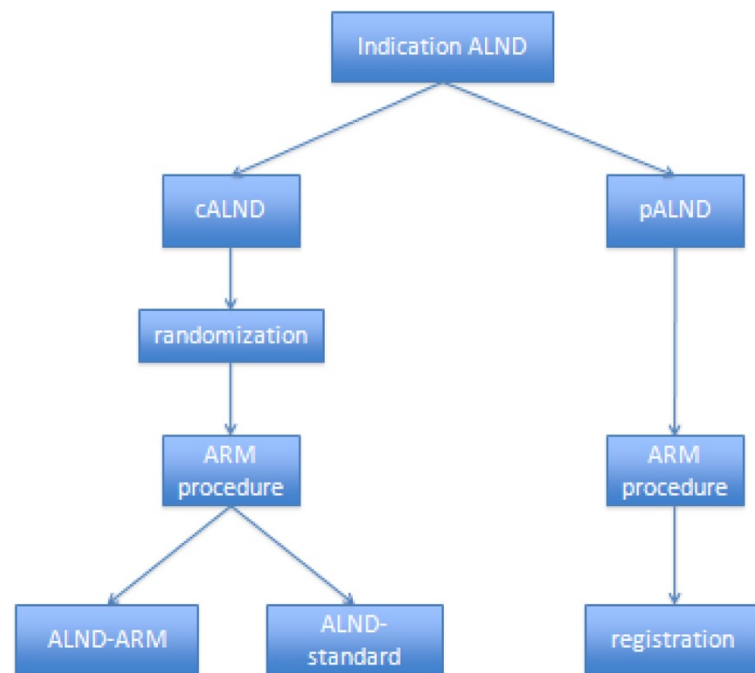 Indication ALND
cALND
pALND
randomization
ARM
procedure
ARM
procedure
ALND-ARM
ALND-
standard
registration